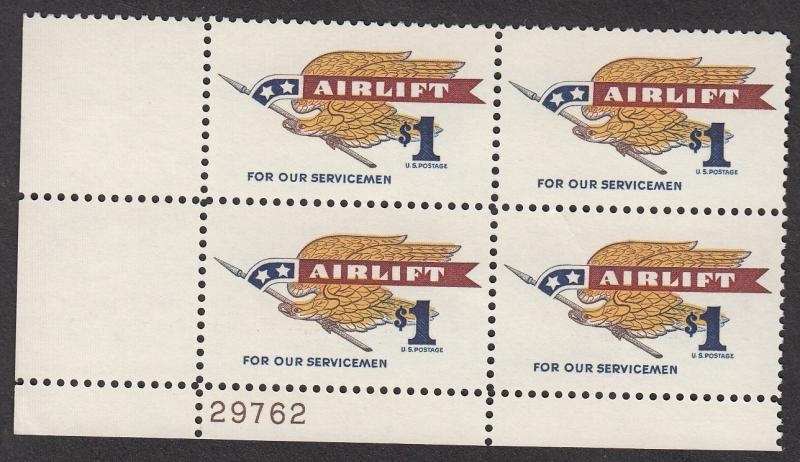 AIRLIFT
$1
U.S. POSTAGE
FOR OUR SERVICEMEN
AIRLIFT
$1
U.S. POSTAGE
FOR OUR SERVICEMEN
AIRLIFT
$1
U.S. POSTAGE
FOR OUR SERVICEMEN
AIRLIFT
$1
U.S. POSTAGE
FOR OUR SERVICEMEN
29762